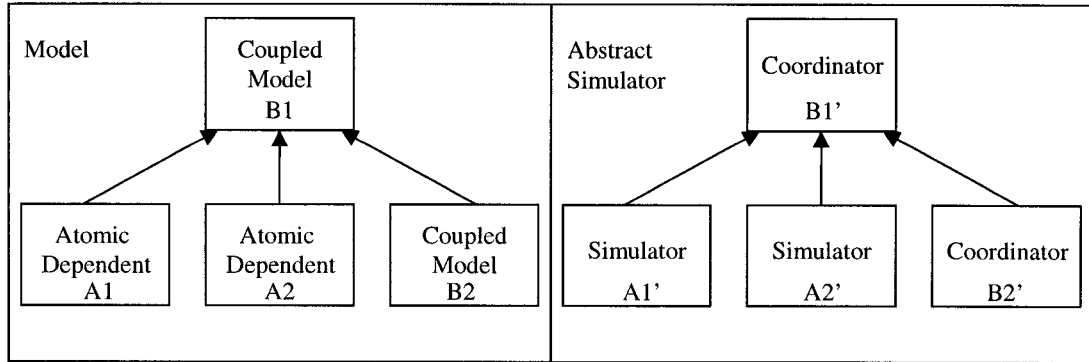 Model
Coupled
Model
B1
Atomic
Dependent
A1
Atomic
Dependent
A2
Coupled
Model
B2
Abstract
Simulator
Coordinator
B1’
Simulator
A1’
Simulator
A2’
Coordinator
B2’